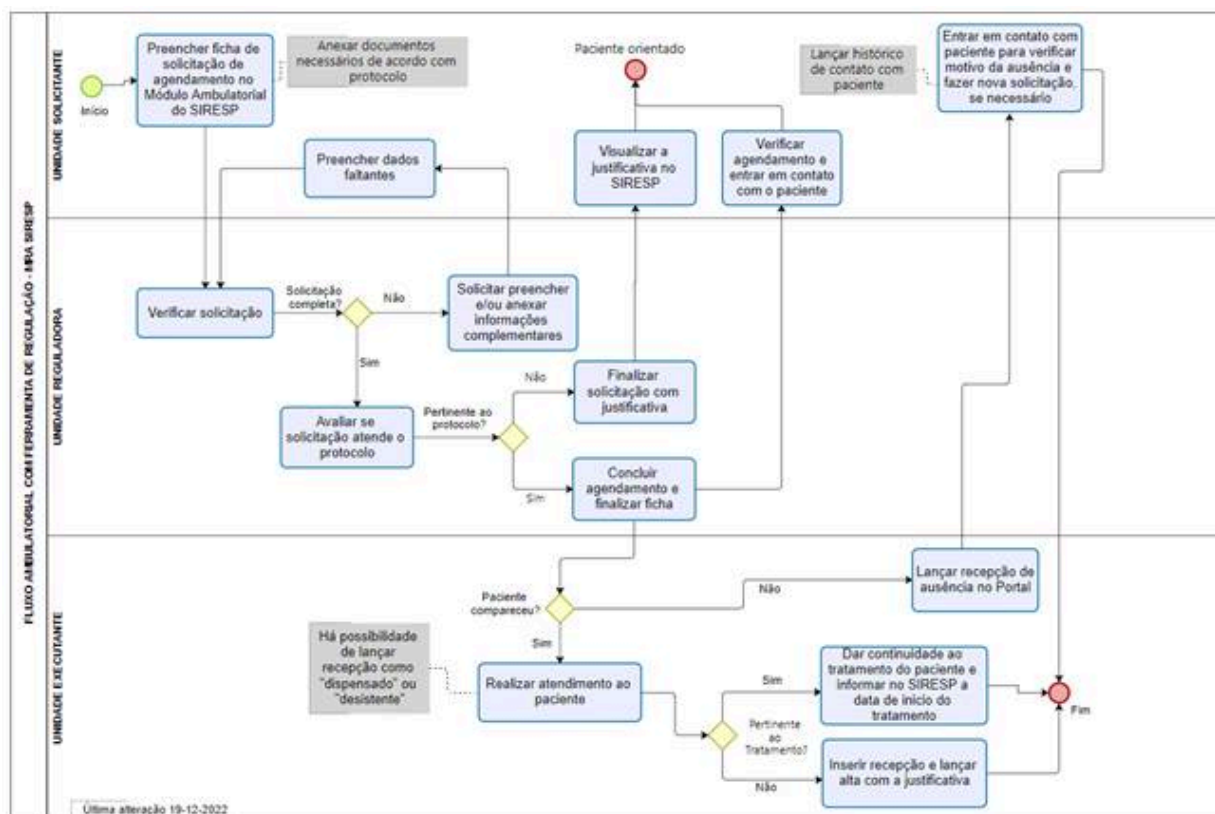 FLUXO AMBULATORIAL COM FERRAMENTA DE REGULAÇÃO - MRA SIRESP
UNIDADE SOLICITANTE
Início
Preencher ficha de
solicitação de
agendamento no
Módulo Ambulatorial
do SIRESP
Anexar documentos
necessários de acordo com
protocolo
Preencher dados
faltantes
Paciente orientado
Visualizar a
justificativa no
SIRESP
Verificar
agendamento e
entrar em contato
com o paciente
Lançar histórico
de contato com
paciente
Entrar em contato com
paciente para verificar
motivo da ausência e
fazer nova solicitação,
se necessário
UNIDADE REGULADORA
Verificar solicitação
Solicitação
completa?
Não
Sim
Solicitar preencher
e/ou anexar
informações
complementares
Avaliar se
solicitação atende o
protocolo
Pertinente ao
protocolo?
Não
Sim
Finalizar
solicitação com
justificativa
Concluir
agendamento e
finalizar ficha
UNIDADE EXECUTANTE
Paciente
compareceu?
Não
Sim
Lançar recepção de
ausência no Portal
Há possibilidade
de lançar
recepção como
"dispensado" ou
"desistente"
Realizar atendimento ao
paciente
Pertinente
ao
Tratamento?
Sim
Não
Dar continuidade ao
tratamento do paciente e
informar no SIRESP a
data de inicio do
tratamento
Inserir recepção e lançar
alta com a justificativa
Fim
Última alteração 19-12-2022